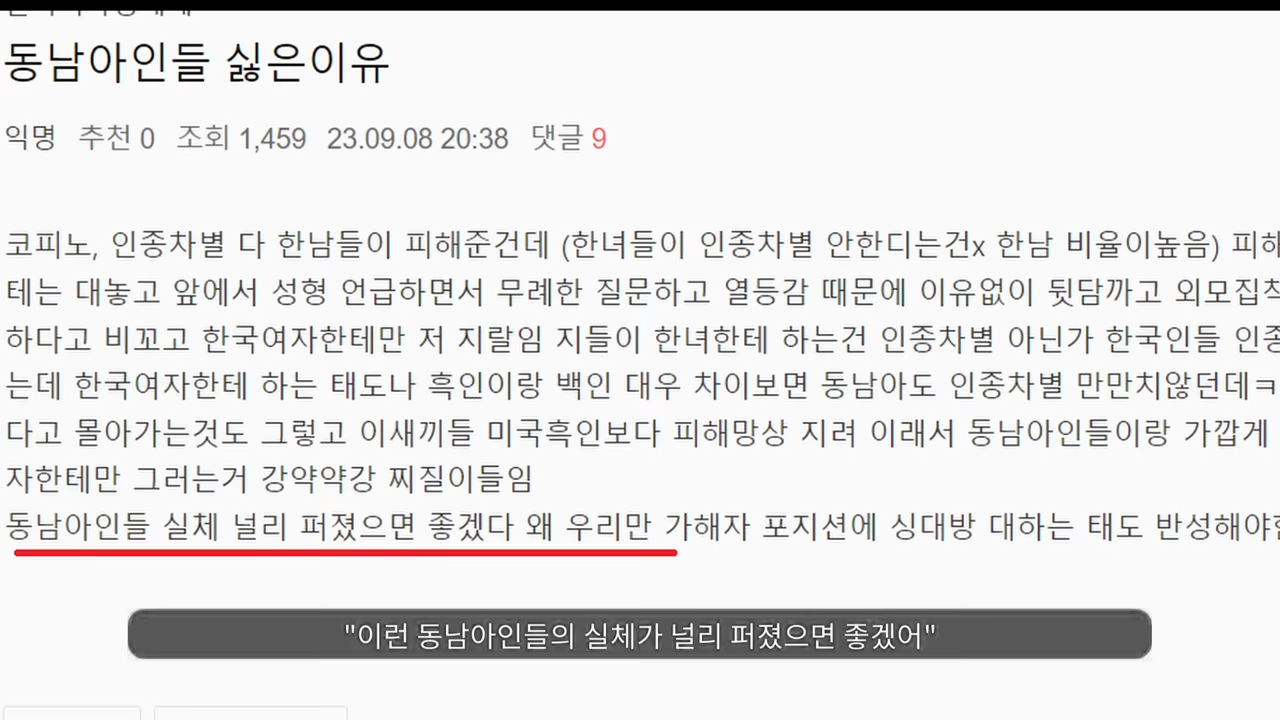 동남아인들 싫은이유
익명 추천 0 조회 1,459 23.09.08 20:38 댓글 9
코피노, 인종차별 다 한남들이 피해준건데 (한녀들이 인종차별 안한디는건x 한남 비율이높음) 피해
테는 대놓고 앞에서 성형 언급하면서 무례한 질문하고 열등감 때문에 이유없이 뒷담까고 외모집착
하다고 비꼬고 한국여자한테만 저 지랄임 지들이 한녀한테 하는건 인종차별 아닌가 한국인들 인종
는데 한국여자한테 하는 태도나 흑인이랑 백인 대우 차이보면 동남아도 인종차별 만만치않던데ㅋ
다고 몰아가는것도 그렇고 이새끼들 미국흑인보다 피해망상 지려 이래서 동남아인들이랑 가깝게
자한테만 그러는거 강약약강 찌질이들임
동남아인들 실체 널리 퍼졌으면 좋겠다 왜 우리만 가해자 포지션에 싱대방 대하는 태도 반성해야
"이런 동남아인들의 실체가 널리 퍼졌으면 좋겠어"